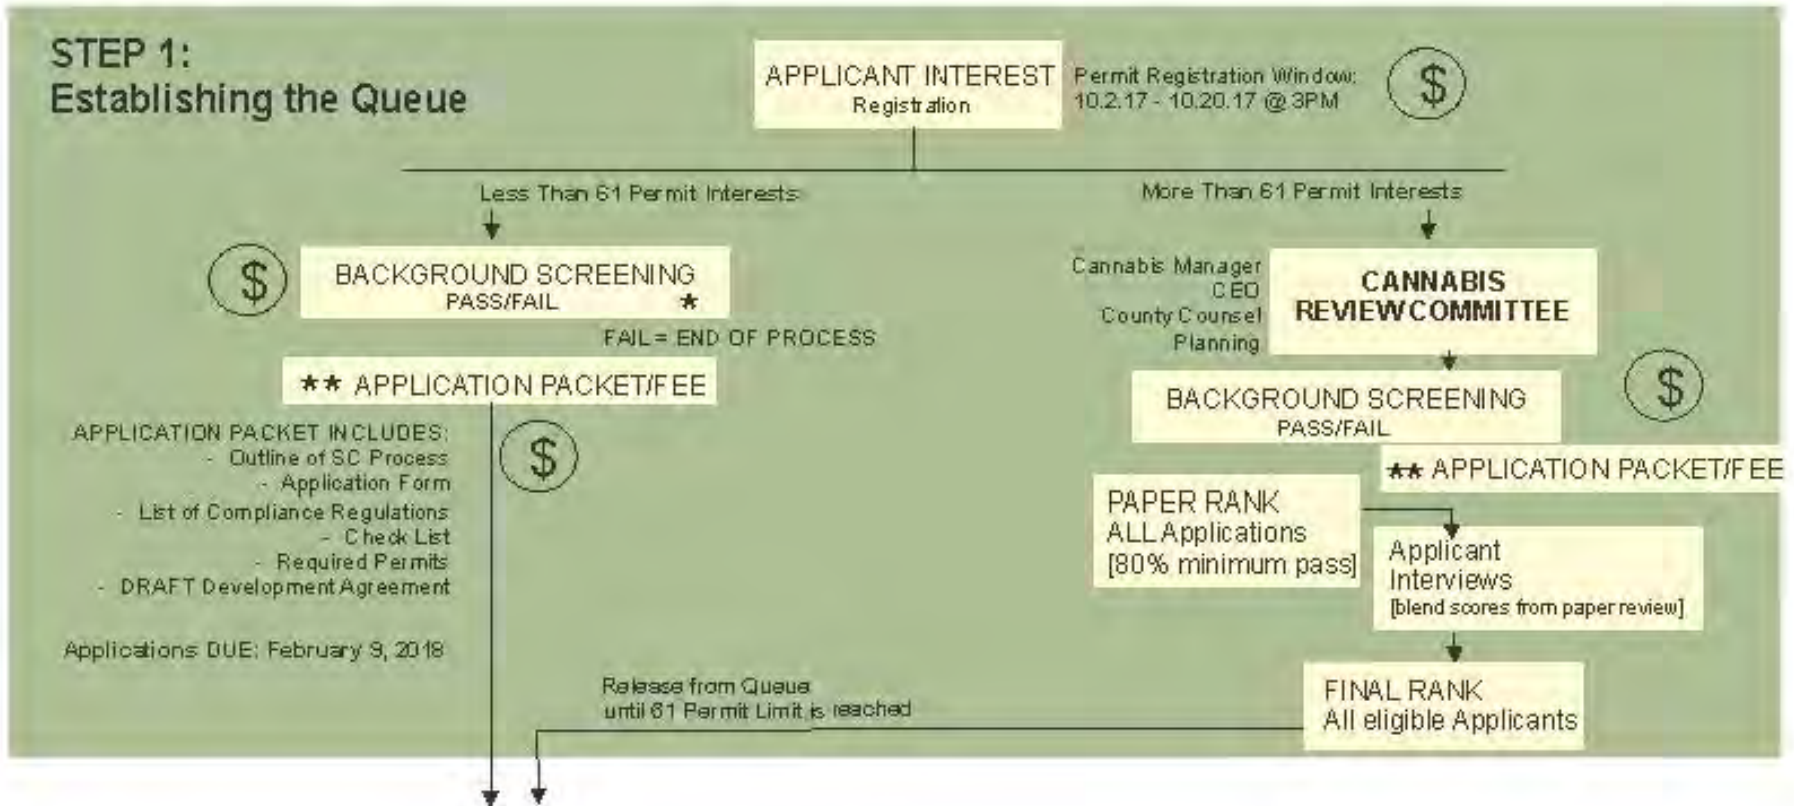 STEP 1:
Establishing the Queue
APPLICANT INTEREST
Registration
Permit Registration Window:
10.2.17 - 10.20.17 @ 3PM
$
Less Than 61 Permit Interests
More Than 61 Permit Interests
$
BACKGROUND SCREENING
PASS/FAIL *
FAIL = END OF PROCESS
** APPLICATION PACKET/FEE
$
APPLICATION PACKET INCLUDES:
- Outline of SC Process
- Application Form
- List of Compliance Regulations
- Check List
- Required Permits
- DRAFT Development Agreement
Applications DUE: February 9, 2018
Cannabis Manager
CEO
County Counsel
Planning
CANNABIS
REVIEW COMMITTEE
BACKGROUND SCREENING
PASS/FAIL
$
** APPLICATION PACKET/FEE
PAPER RANK
ALL Applications
[80% minimum pass]
Applicant
Interviews
[blend scores from paper review]
FINAL RANK
All eligible Applicants
Release from Queue
until 61 Permit Limit is reached